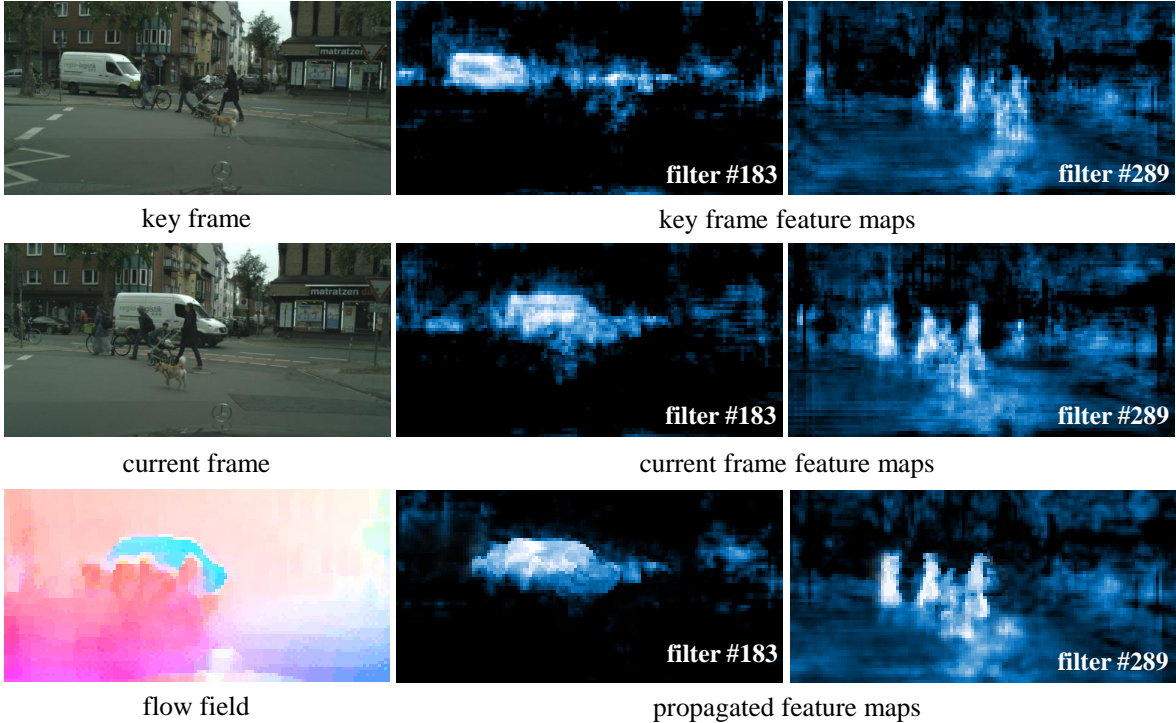 matratzen
filter #183
filter #289
key frame
key frame feature maps
matratzen di
filter #183
filter #289
current frame
current frame feature maps
filter #183
filter #289
flow field
propagated feature maps